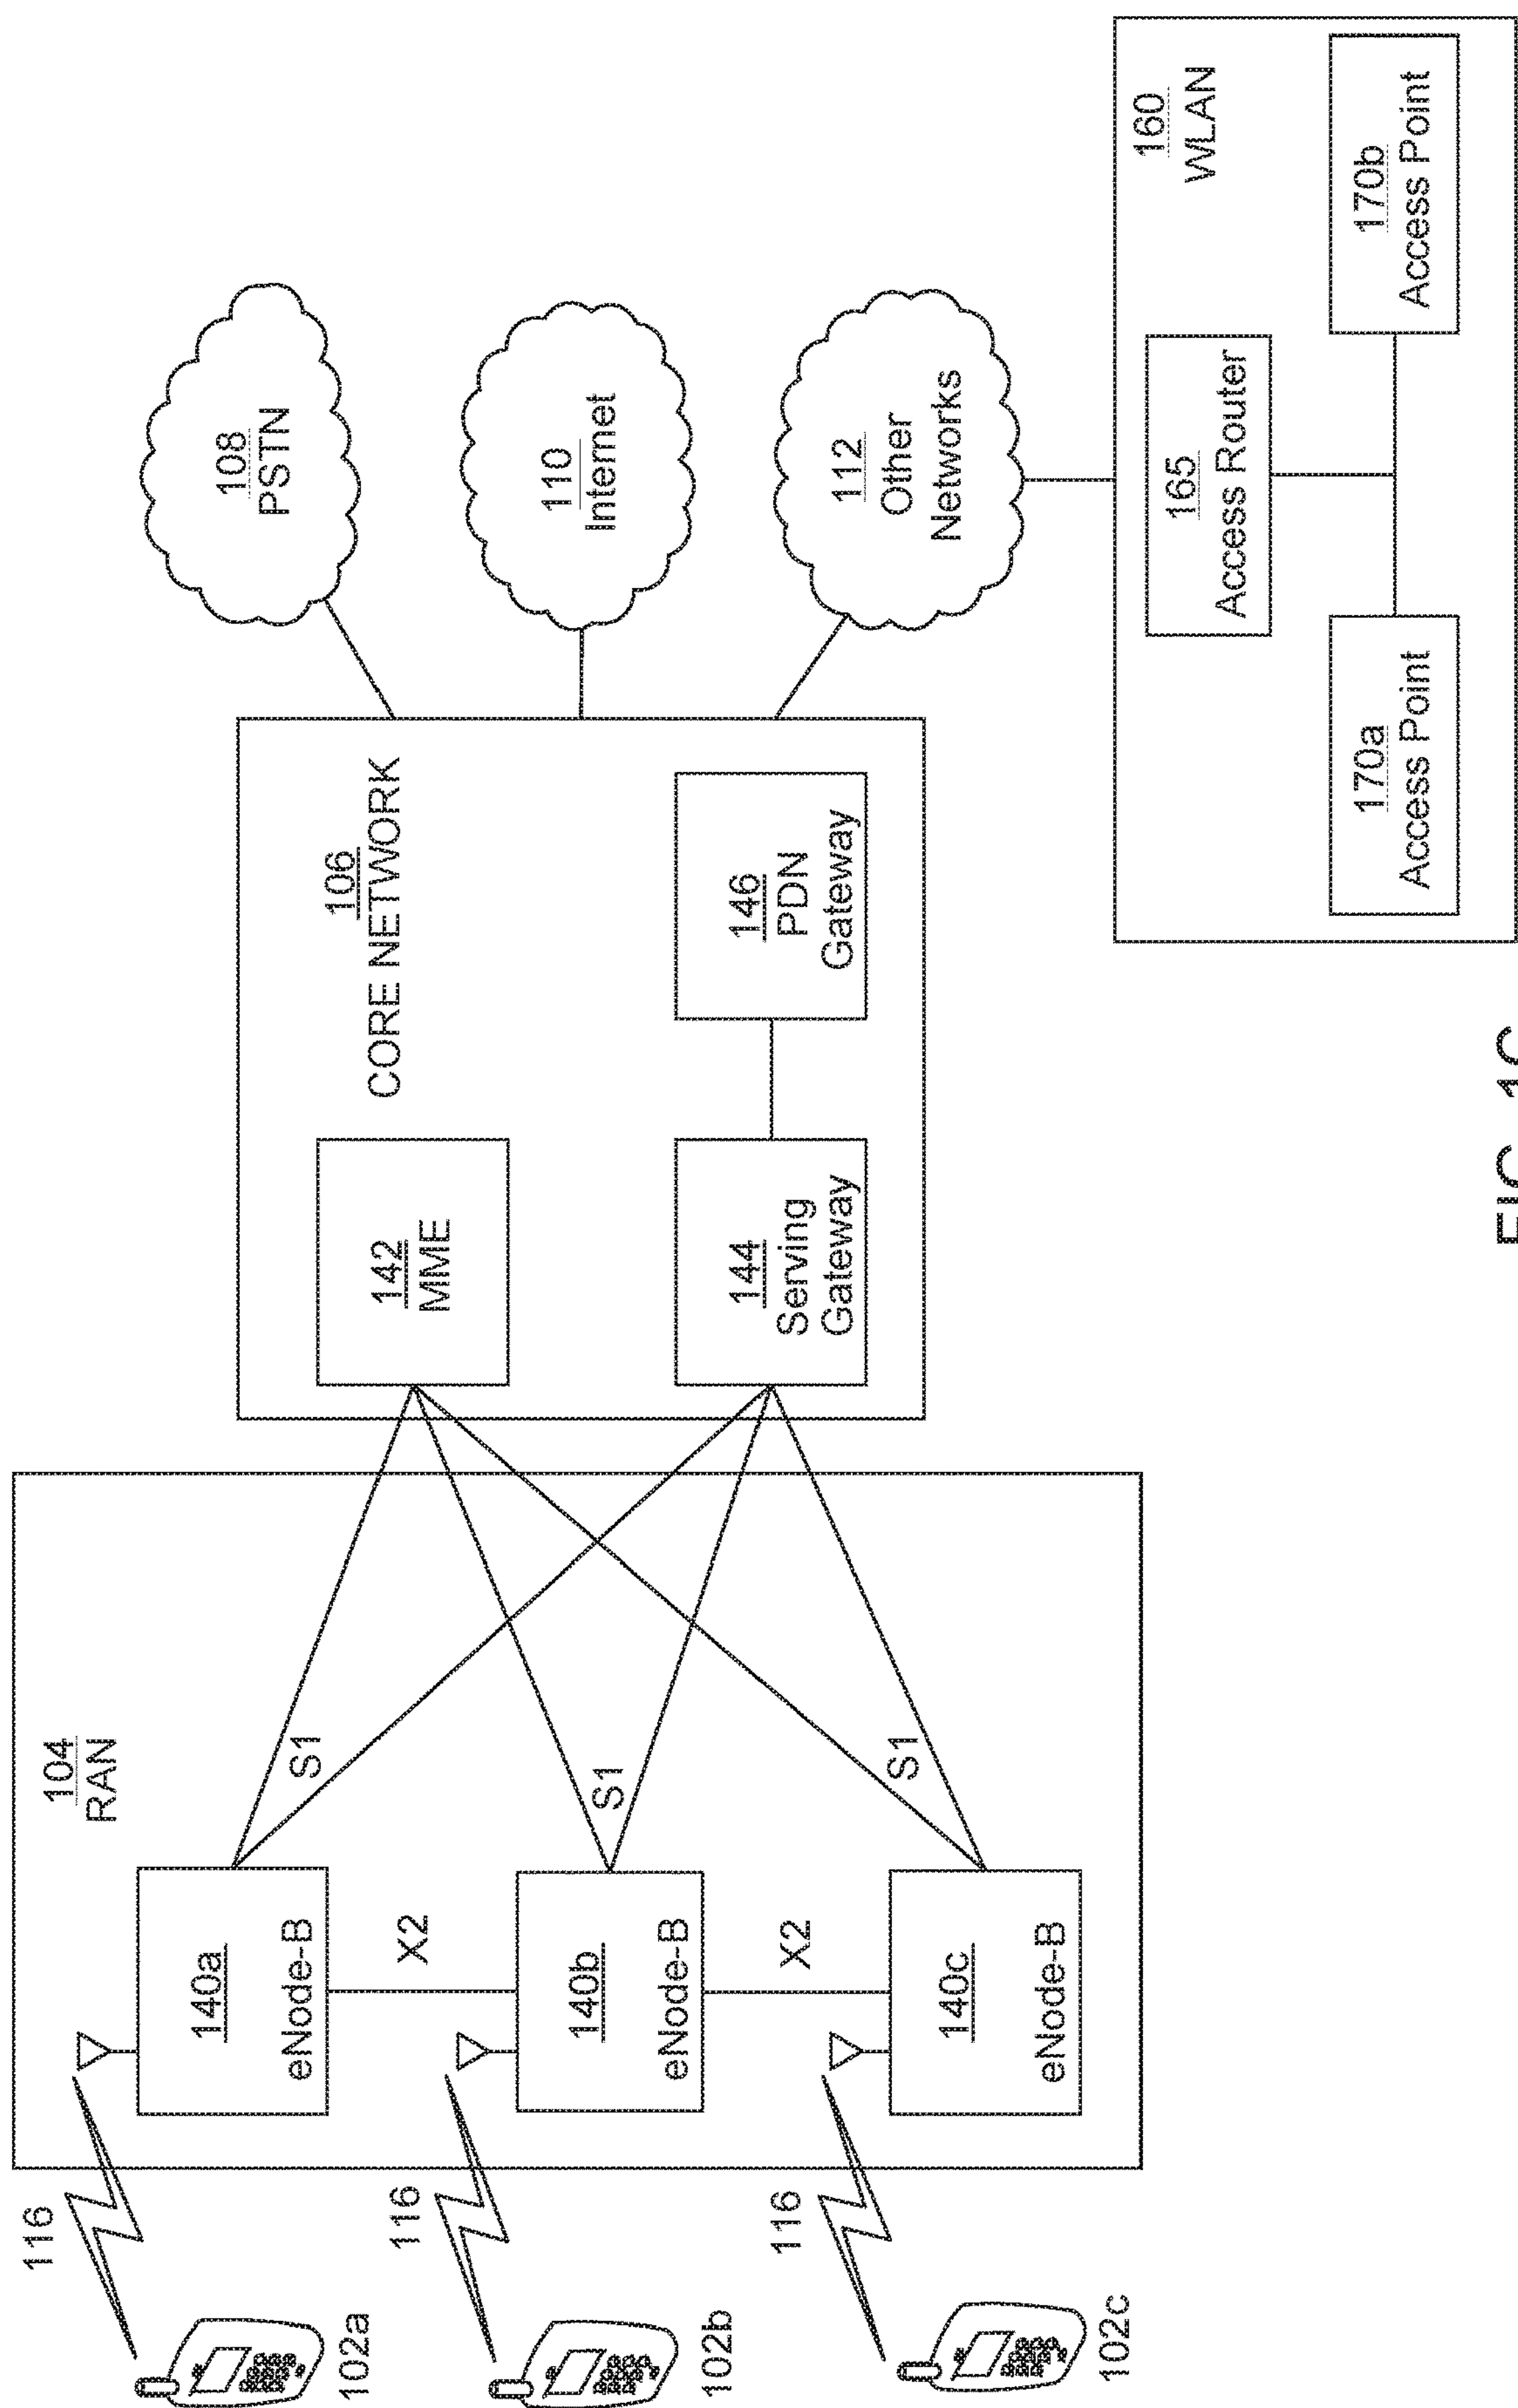 116
102a
116
102b
116
102c
104
RAN
140a
eNode-B
X2
140b
eNode-B
X2
140c
eNode-B
S1
S1
S1
106
CORE NETWORK
142
MME
144
Serving
Gateway
146
PDN
Gateway
108
PSTN
110
Internet
112
Other
Networks
160
WLAN
165
Access Router
170a
Access Point
170b
Access Point